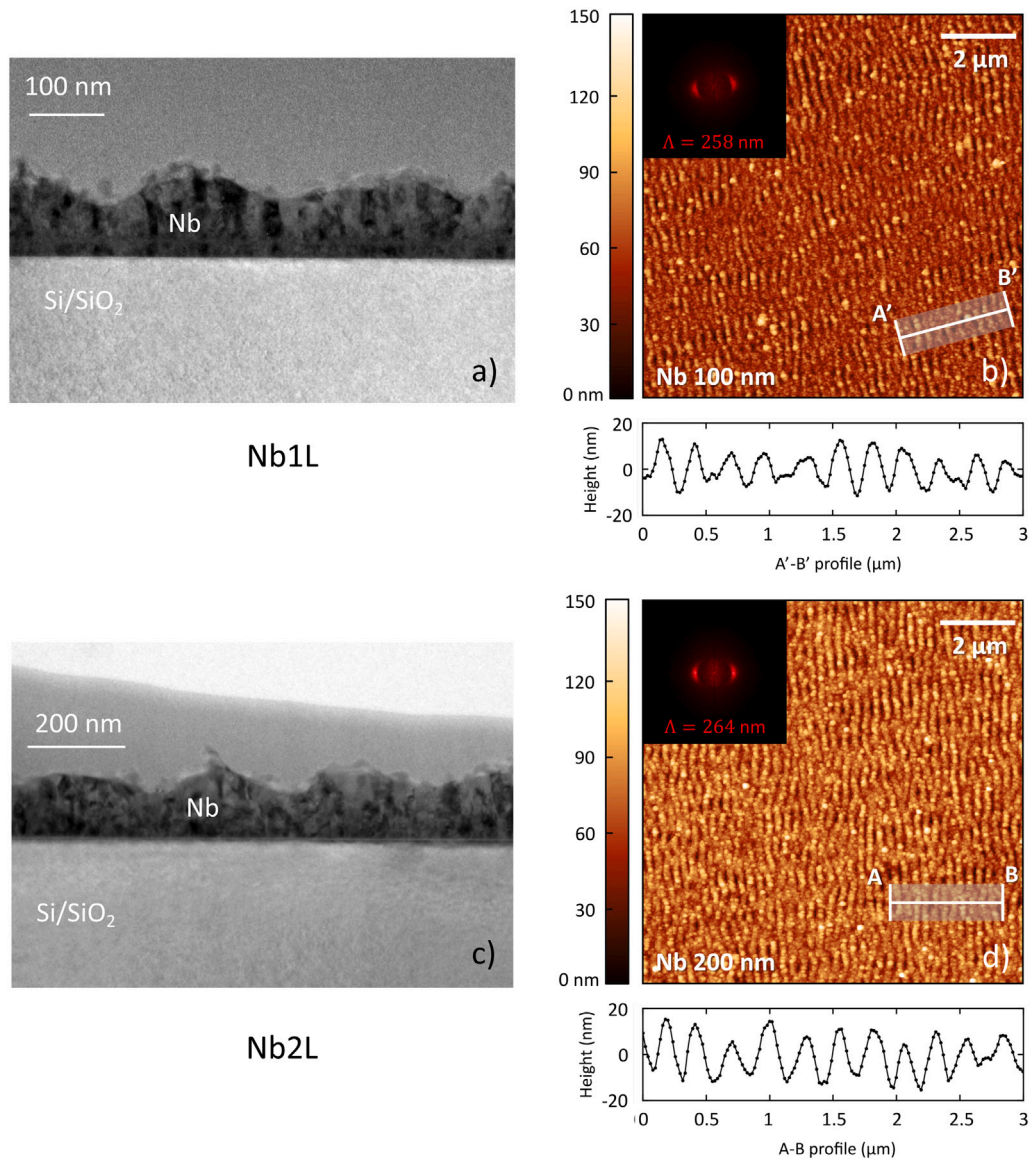 100 nm
Nb
Si/SiO₂
a)
Nb1L
150
120
90
60
30
0 nm
2 µm
Λ = 258 nm
A’
B’
Nb 100 nm
b)
Height (nm)
20
0
-20
0
0.5
1
1.5
2
2.5
3
A’-B’ profile (µm)
200 nm
Nb
Si/SiO₂
c)
Nb2L
150
120
90
60
30
0 nm
2 µm
Λ = 264 nm
A
B
Nb 200 nm
d)
Height (nm)
20
0
-20
0
0.5
1
1.5
2
2.5
3
A-B profile (µm)